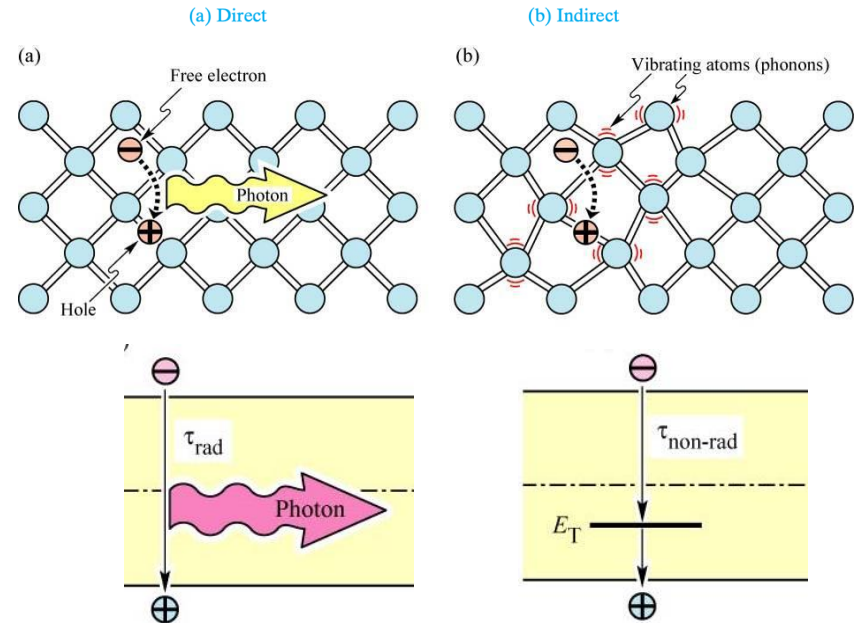 (a) Direct
(b) Indirect
(a)
Free electron
Photon
Hole
(b)
Vibrating atoms (phonons)
τrad
Photon
τnon-rad
ET